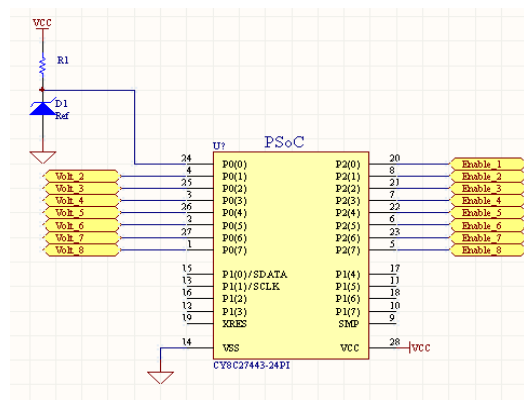 VCC
R1
D1
Ref
U?
PSoC
24 P0(0) P2(0) 20 Enable_1
Volt_2 4 P0(1) P2(1) 8 Enable_2
Volt_3 25 P0(2) P2(2) 21 Enable_3
Volt_4 3 P0(3) P2(3) 7 Enable_4
Volt_5 26 P0(4) P2(4) 22 Enable_5
Volt_6 2 P0(5) P2(5) 6 Enable_6
Volt_7 27 P0(6) P2(6) 23 Enable_7
Volt_8 1 P0(7) P2(7) 5 Enable_8
15 P1(0)/SDATA P1(4) 17
13 P1(1)/SCLK P1(5) 11
16 P1(2) P1(6) 18
12 P1(3) P1(7) 10
19 XRES SMP 9
14 VSS VCC 28 VCC
CY8C27443-24PI